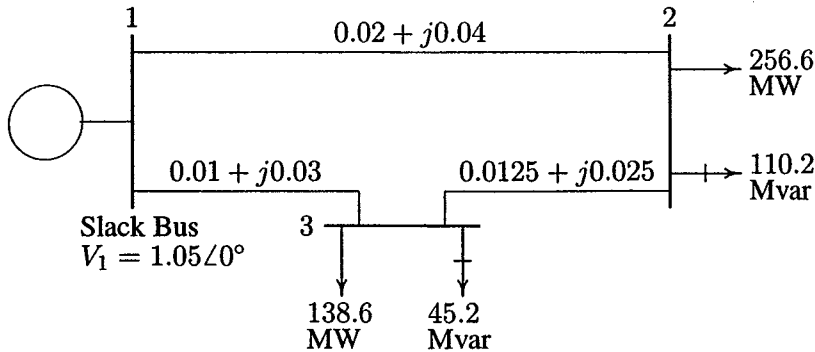 1
2
0.02 + j0.04
256.6
MW
0.01 + j0.03
0.0125 + j0.025
110.2
Mvar
Slack Bus
V₁ = 1.05∠0°
3
138.6
MW
45.2
Mvar